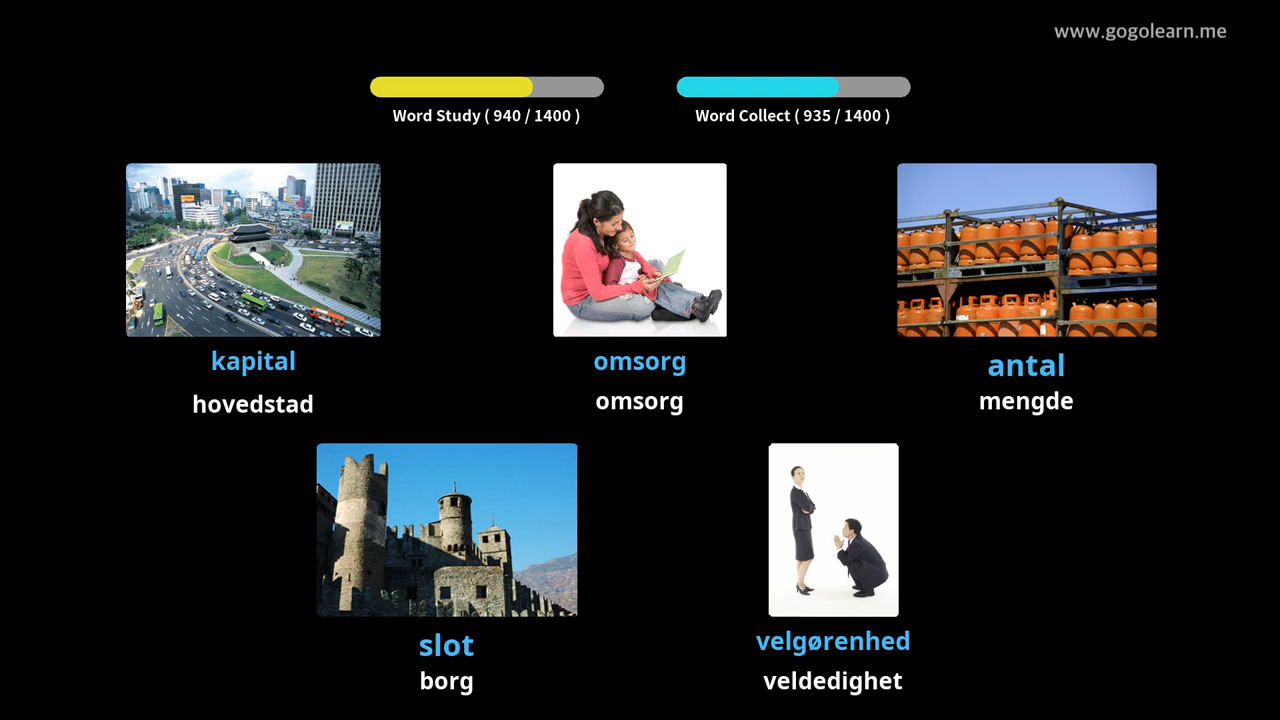 www.gogolearn.me
Word Study ( 940 / 1400 )
Word Collect ( 935 / 1400 )
kapital
hovedstad
omsorg
omsorg
antal
mengde
slot
borg
velgørenhed
veldedighet